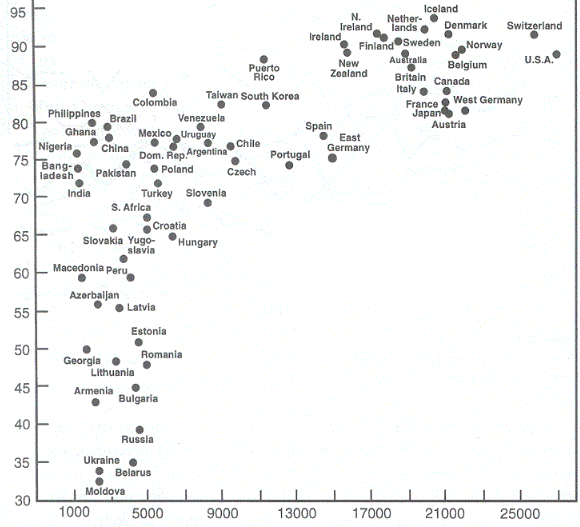 95
Iceland
N.
Ireland
Nether-
lands
Denmark
Switzerland
90
Ireland
Finland
Sweden
Norway
U.S.A.
New
Zealand
Australia
Belgium
Puerto
Rico
Britain
85
Colombia
Taiwan
South Korea
Italy
Canada
France
West Germany
Japan
Austria
80
Philippines
Brazil
Venezuela
Spain
Ghana
China
Mexico
Uruguay
East
Germany
Nigeria
Dom. Rep.
Argentina
Chile
75
Bang-
ladesh
Pakistan
Poland
Czech
Portugal
India
Turkey
70
Slovenia
S. Africa
Croatia
65
Slovakia
Yugo-
slavia
Hungary
60
Macedonia
Peru
55
Azerbaijan
Latvia
Estonia
50
Georgia
Lithuania
Romania
45
Armenia
Bulgaria
40
Russia
35
Ukraine
Belarus
Moldova
30
1000
5000
9000
13000
17000
21000
25000